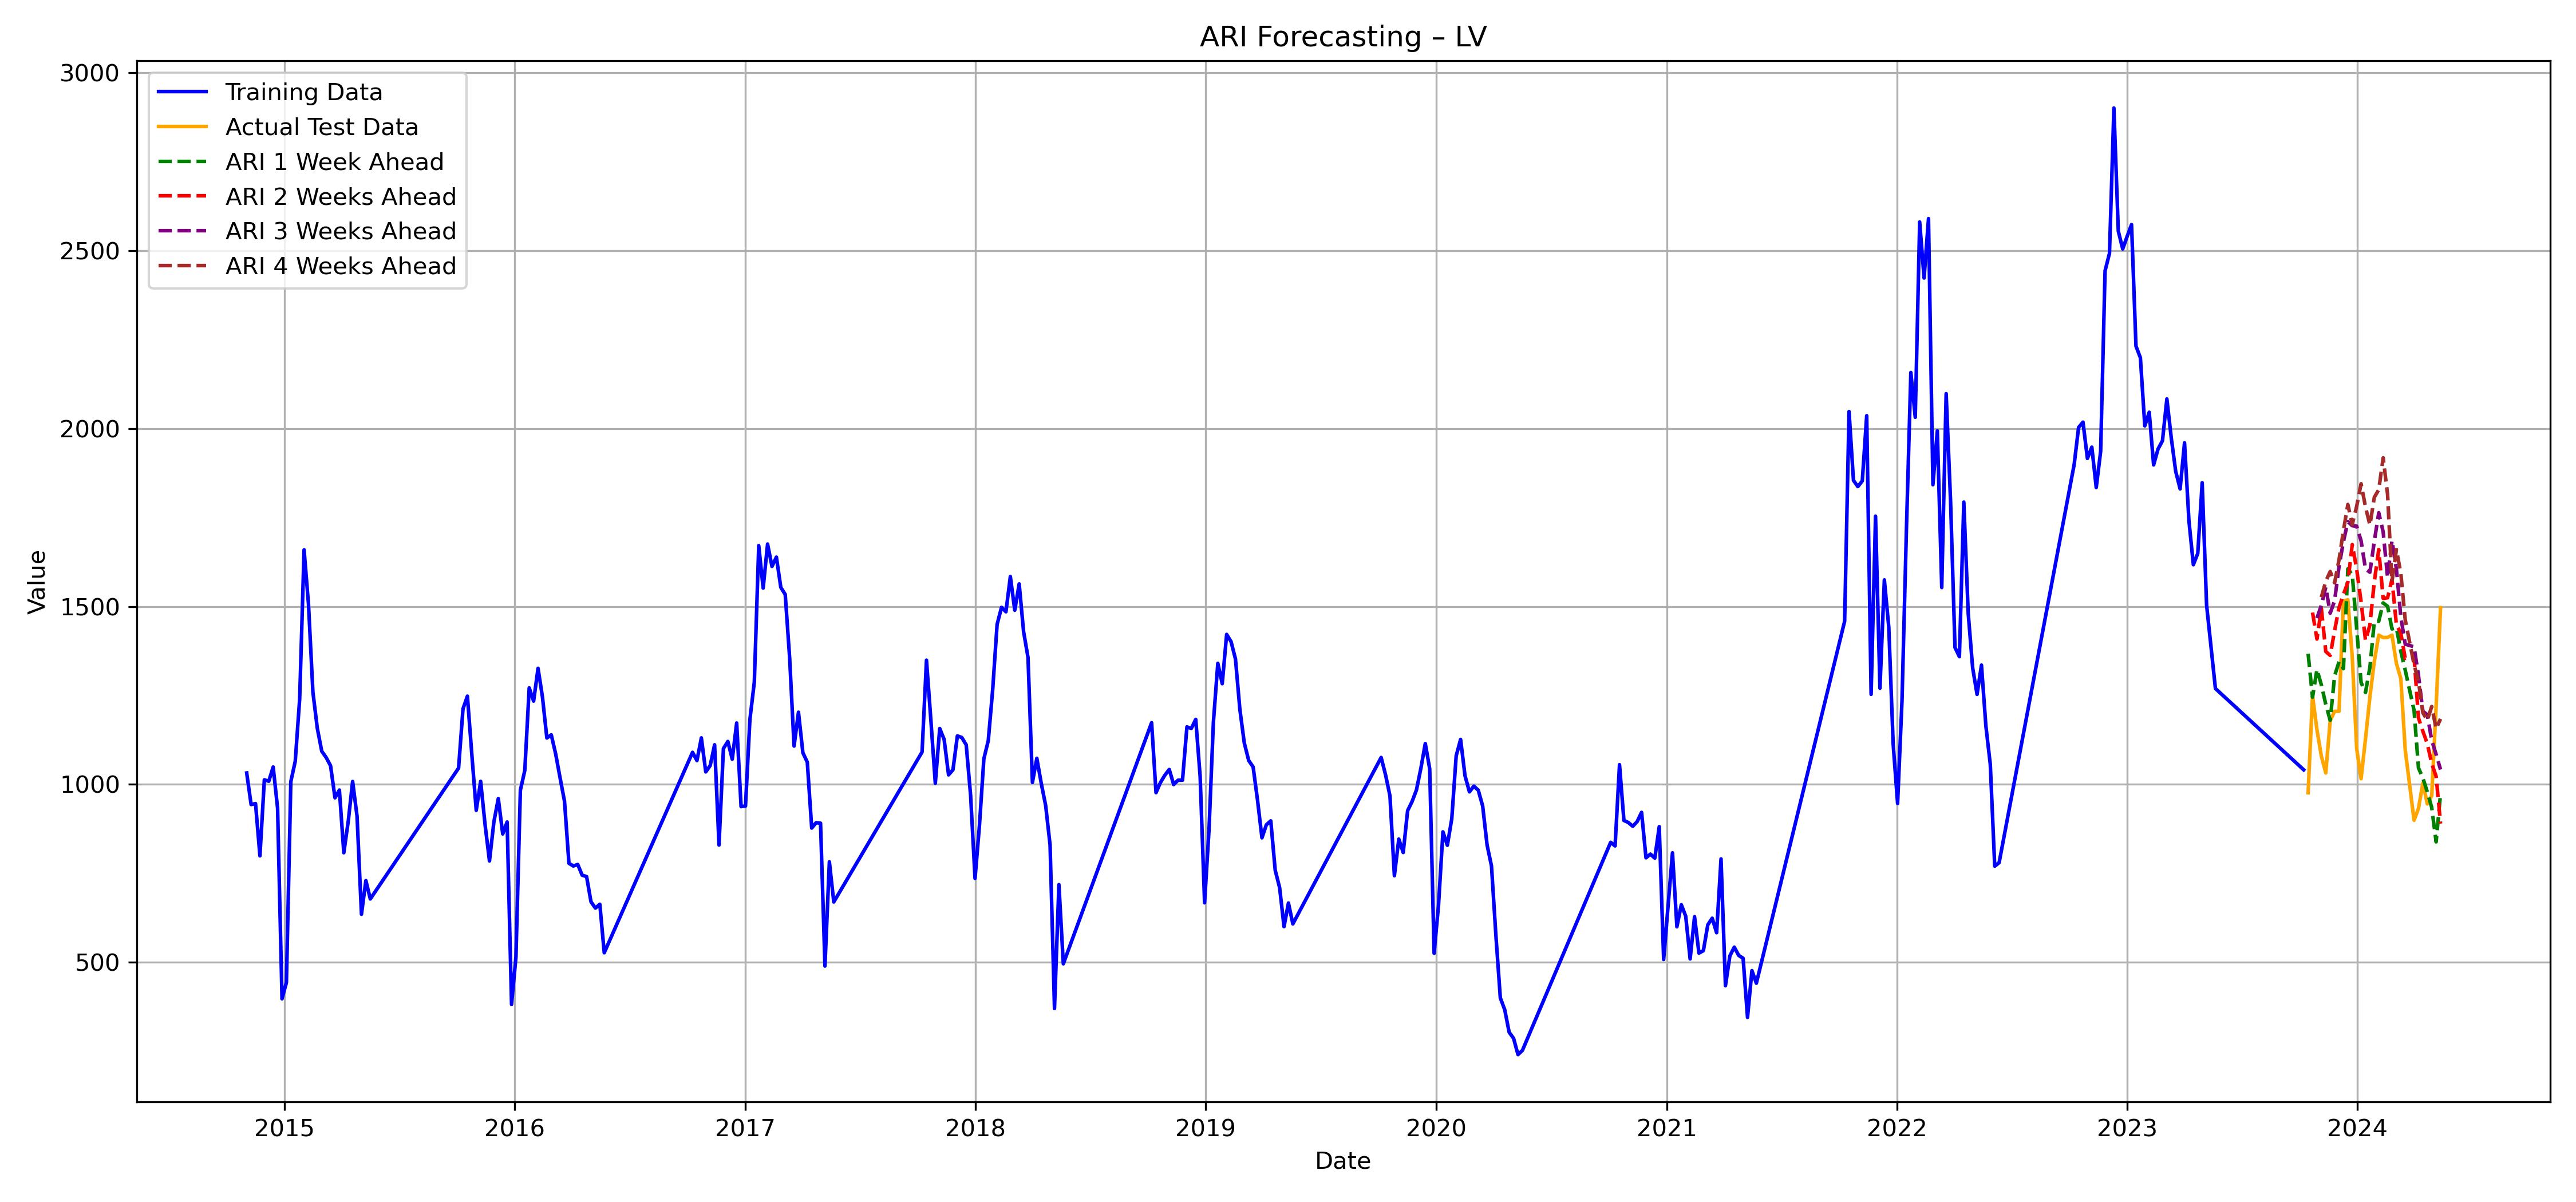 ARI Forecasting – LV
3000
2500
2000
1500
1000
500
Value
Training Data
Actual Test Data
ARI 1 Week Ahead
ARI 2 Weeks Ahead
ARI 3 Weeks Ahead
ARI 4 Weeks Ahead
2015 2016 2017 2018 2019 2020 2021 2022 2023 2024
Date